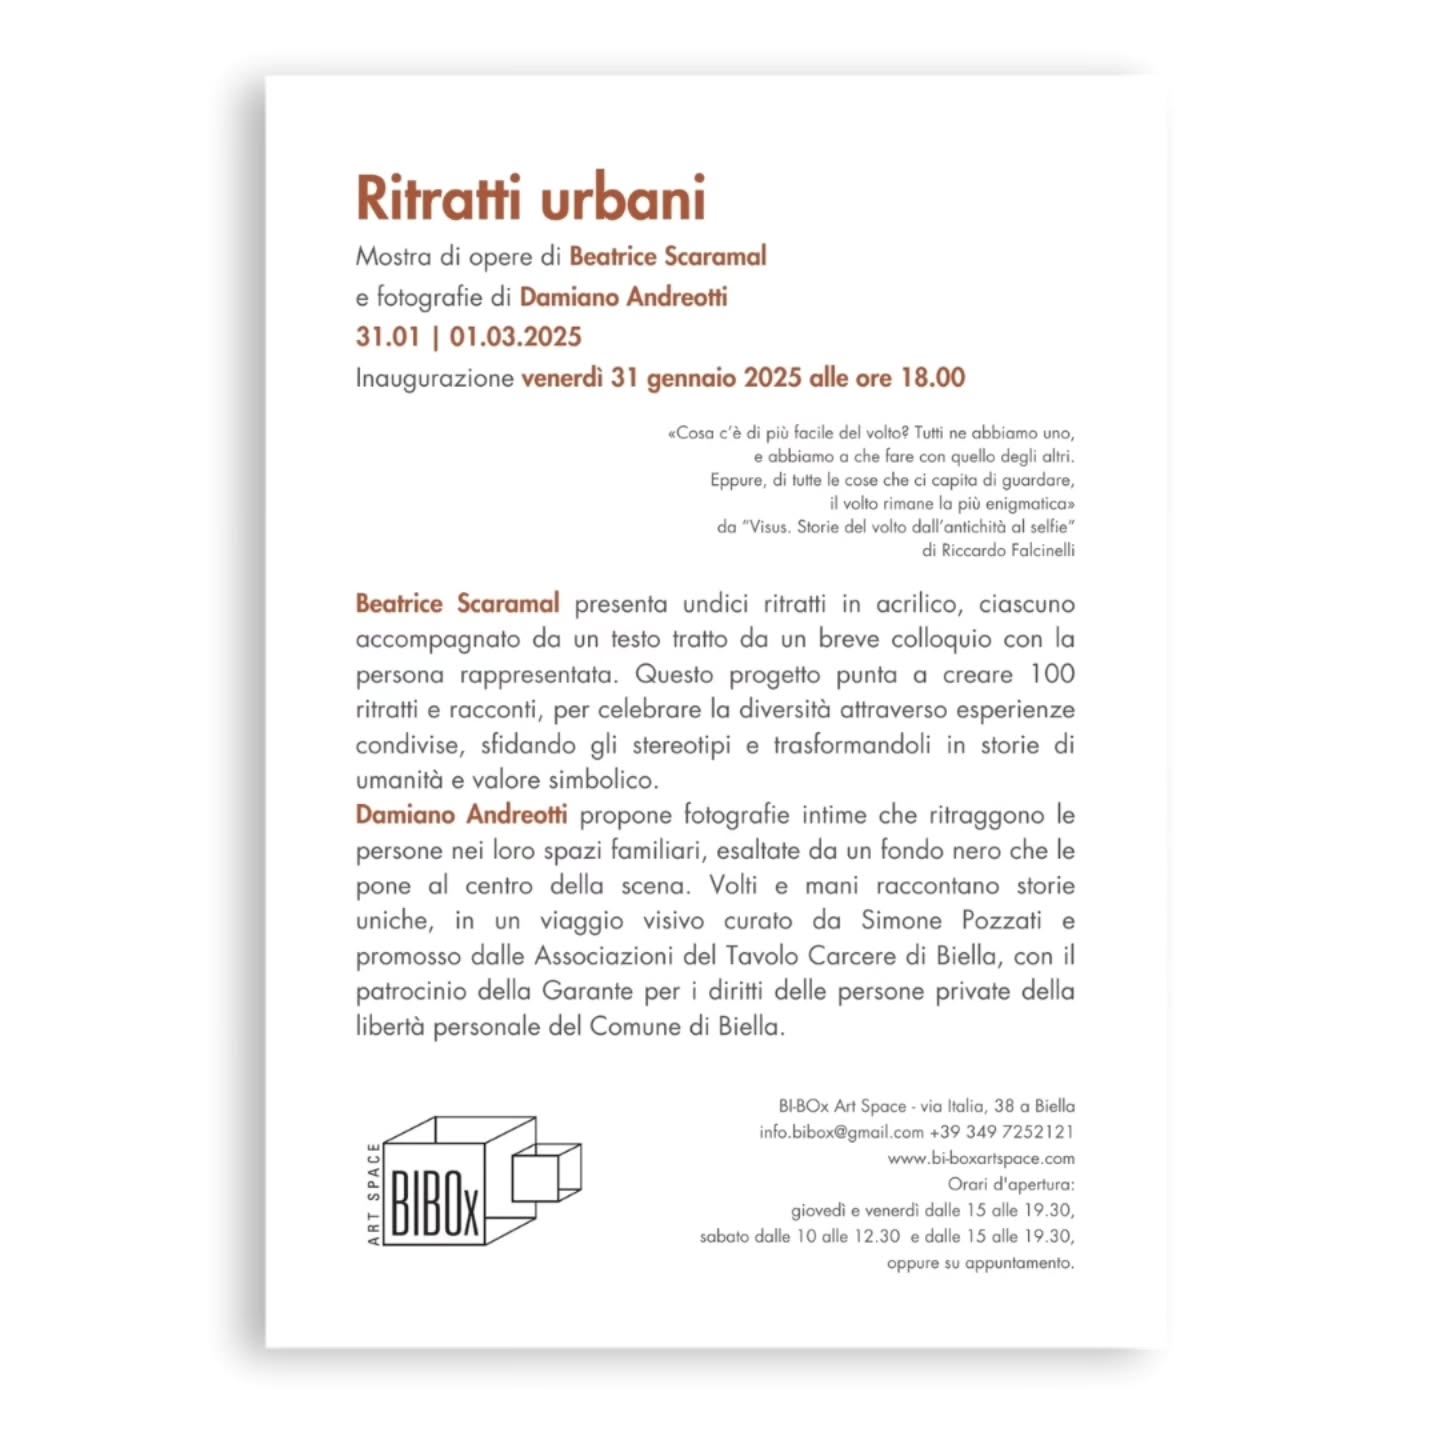 Ritratti urbani
Mostra di opere di Beatrice Scaramal
e fotografie di Damiano Andreotti
31.01 | 01.03.2025
Inaugurazione venerdì 31 gennaio 2025 alle ore 18.00
«Cosa c'è di più facile del volto? Tutti ne abbiamo uno,
e abbiamo a che fare con quello degli altri.
Eppure, di tutte le cose che ci capita di guardare,
il volto rimane la più enigmatica»
da “Visus. Storie del volto dall'antichità al selfie”
di Riccardo Falcinelli
Beatrice Scaramal presenta undici ritratti in acrilico, ciascuno
accompagnato da un testo tratto da un breve colloquio con la
persona rappresentata. Questo progetto punta a creare 100
ritratti e racconti, per celebrare la diversità attraverso esperienze
condivise, sfidando gli stereotipi e trasformandoli in storie di
umanità e valore simbolico.
Damiano Andreotti propone fotografie intime che ritraggono le
persone nei loro spazi familiari, esaltate da un fondo nero che le
pone al centro della scena. Volti e mani raccontano storie
uniche, in un viaggio visivo curato da Simone Pozzati e
promosso dalle Associazioni del Tavolo Carcere di Biella, con il
patrocinio della Garante per i diritti delle persone private della
libertà personale del Comune di Biella.
ART SPACE
BIBOx
BI-BOx Art Space - via Italia, 38 a Biella
info.bibox@gmail.com +39 349 7252121
www.bi-boxartspace.com
Orari d'apertura:
giovedì e venerdì dalle 15 alle 19.30,
sabato dalle 10 alle 12.30 e dalle 15 alle 19.30,
oppure su appuntamento.